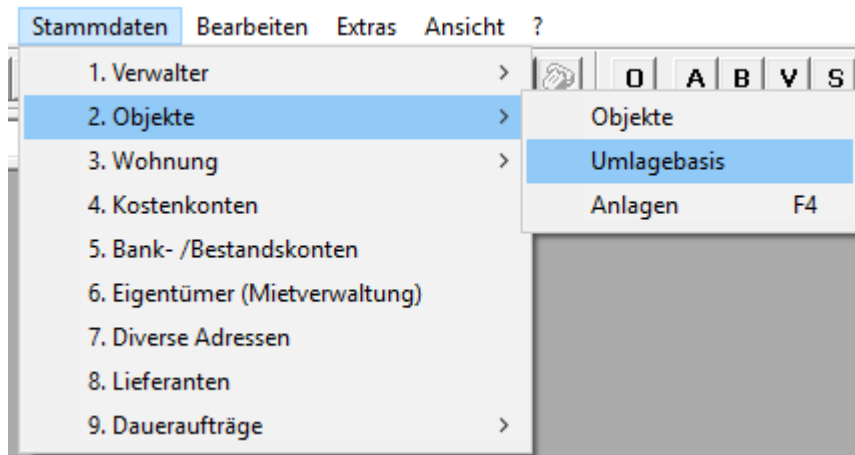 Stammdaten Bearbeiten Extras Ansicht ?
1. Verwalter
O A B V S
2. Objekte
Objekte
3. Wohnung
Umlagebasis
4. Kostenkonten
Anlagen F4
5. Bank- /Bestandskonten
6. Eigentümer (Mietverwaltung)
7. Diverse Adressen
8. Lieferanten
9. Daueraufträge